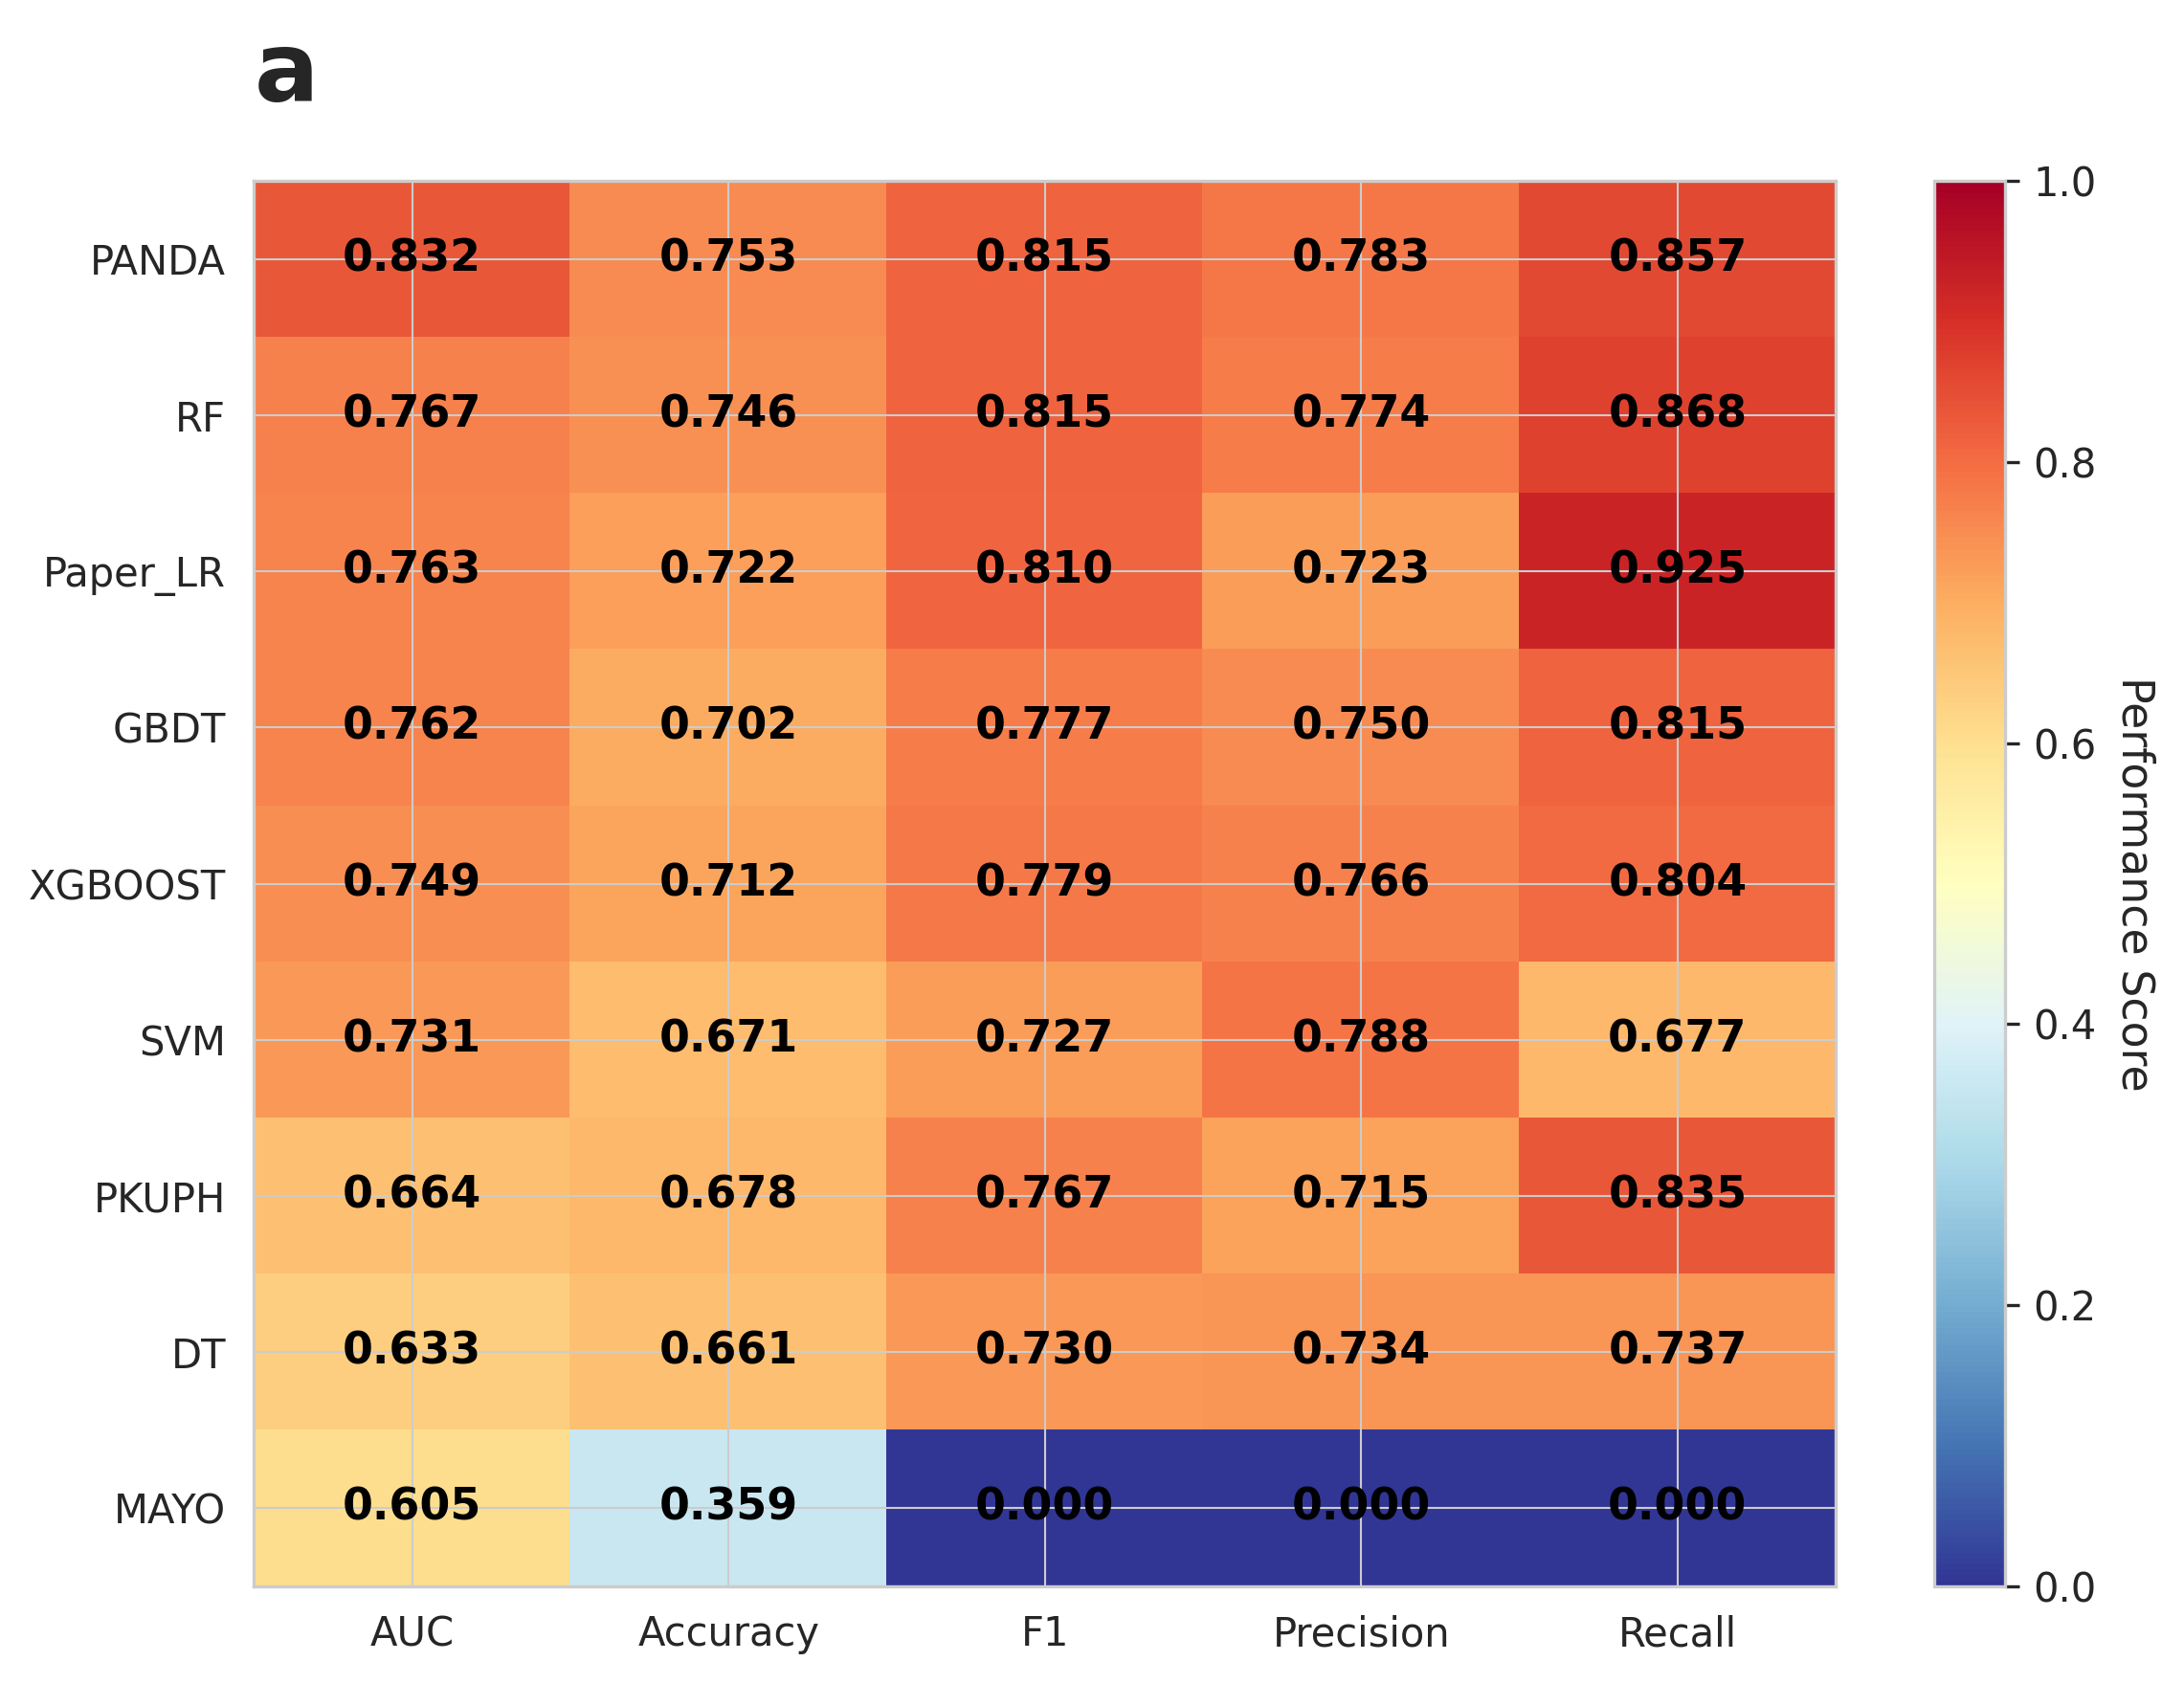 a
PANDA 0.832 0.753 0.815 0.783 0.857
RF 0.767 0.746 0.815 0.774 0.868
Paper_LR 0.763 0.722 0.810 0.723 0.925
GBDT 0.762 0.702 0.777 0.750 0.815
XGBOOST 0.749 0.712 0.779 0.766 0.804
SVM 0.731 0.671 0.727 0.788 0.677
PKUPH 0.664 0.678 0.767 0.715 0.835
DT 0.633 0.661 0.730 0.734 0.737
MAYO 0.605 0.359 0.000 0.000 0.000
AUC Accuracy F1 Precision Recall
1.0
0.8
0.6
0.4
0.2
0.0
Performance Score